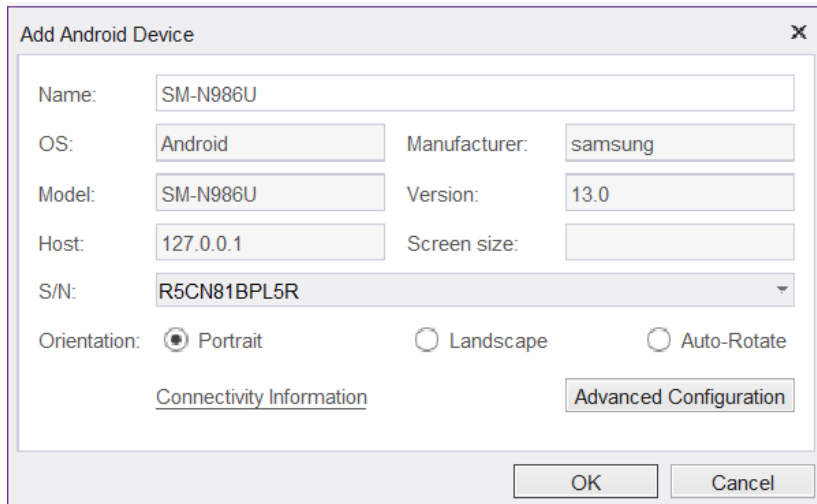 Add Android Device
Name: SM-N986U
OS: Android Manufacturer: samsung
Model: SM-N986U Version: 13.0
Host: 127.0.0.1 Screen size:
S/N: R5CN81BPL5R
Orientation: Portrait Landscape Auto-Rotate
Connectivity Information Advanced Configuration
OK Cancel